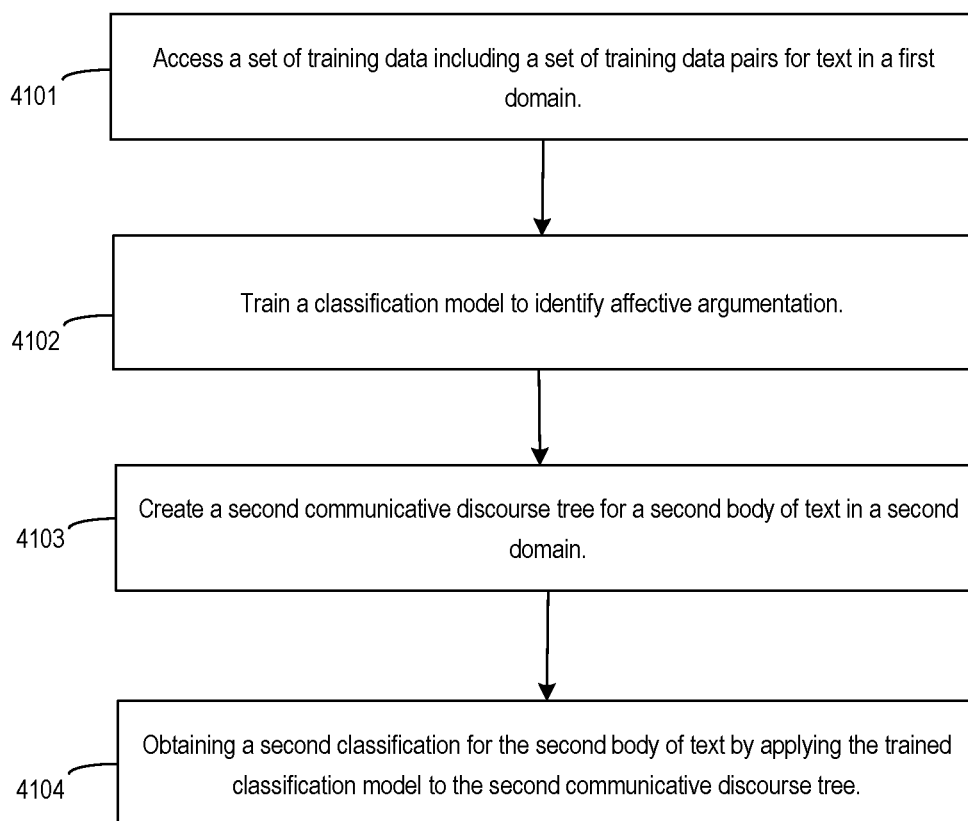 Access a set of training data including a set of training data pairs for text in a first
domain.
4101
Train a classification model to identify affective argumentation.
4102
Create a second communicative discourse tree for a second body of text in a second
domain.
4103
Obtaining a second classification for the second body of text by applying the trained
classification model to the second communicative discourse tree.
4104